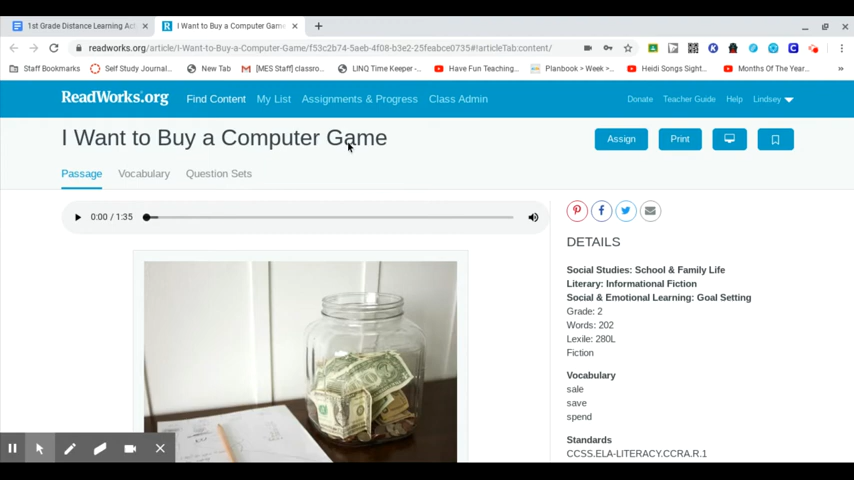 1st Grade Distance Learning Act
I Want to Buy a Computer Game
readworks.org/article/I-Want-to-Buy-a-Computer-Game/f53c2b74-5aeb-4f08-b3e2-25feabce0735#!articleTab:content/
Staff Bookmarks
Self Study Journal...
New Tab
[MES Staff] classro...
LINQ Time Keeper -...
Have Fun Teaching...
Planbook > Week >...
Heidi Songs Sight...
Months Of The Year...
»
ReadWorks.org
Find Content
My List
Assignments & Progress
Class Admin
Donate
Teacher Guide
Help
Lindsey
I Want to Buy a Computer Game
Assign
Print
Passage
Vocabulary
Question Sets
0:00 / 1:35
DETAILS
Social Studies: School & Family Life
Literary: Informational Fiction
Social & Emotional Learning: Goal Setting
Grade: 2
Words: 202
Lexile: 280L
Fiction
Vocabulary
sale
save
spend
Standards
CCSS.ELA-LITERACY.CCRA.R.1